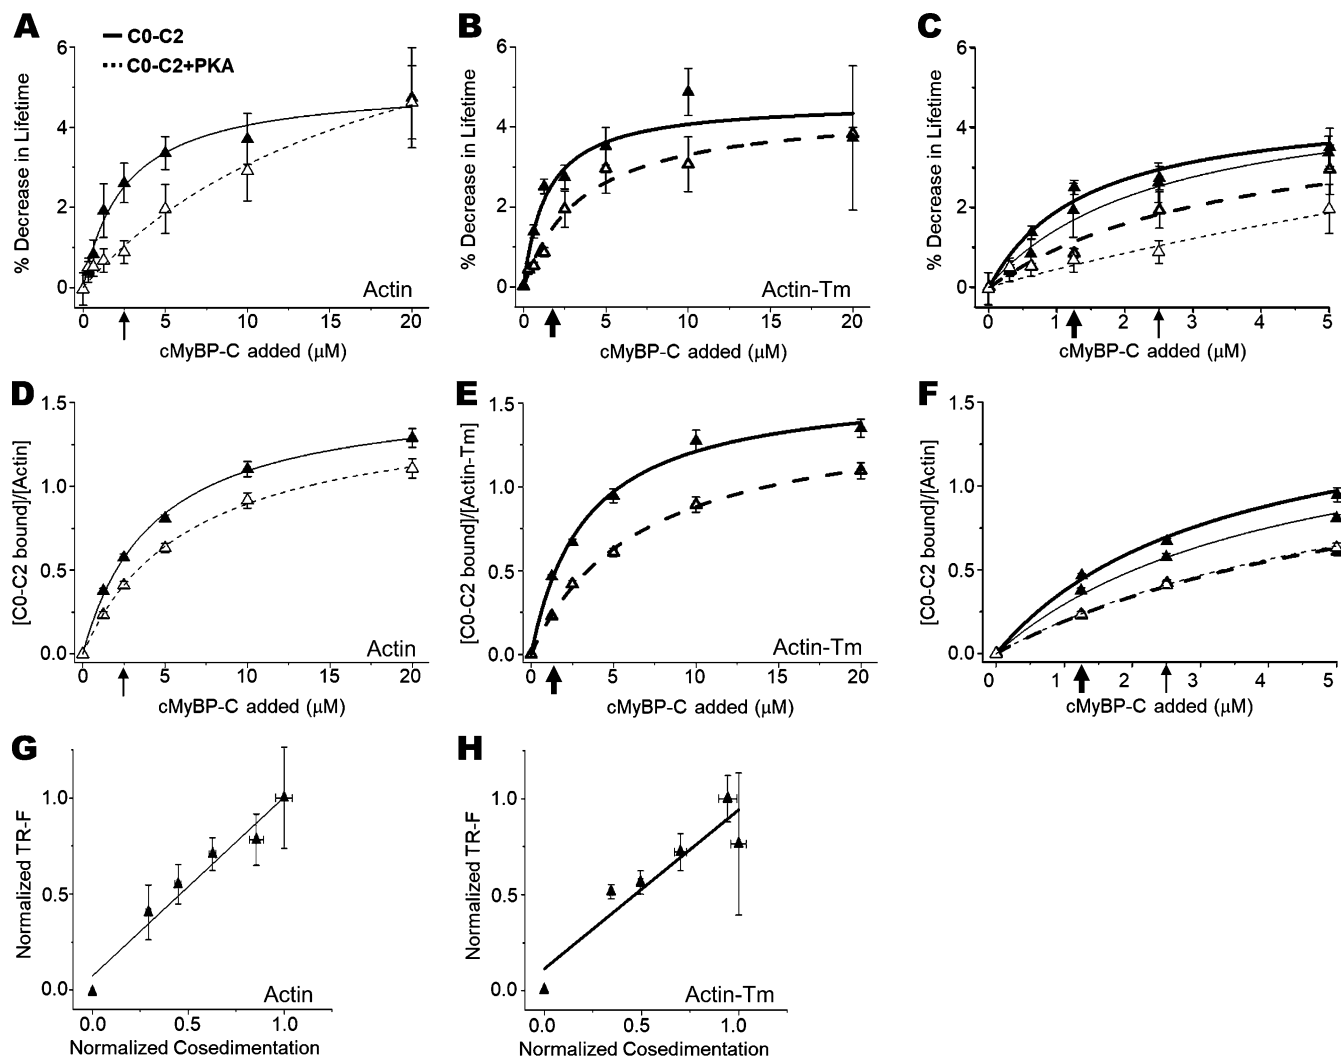 A
C0-C2
C0-C2+PKA
% Decrease in Lifetime
6
4
2
0
Actin
0 5 10 15 20
cMyBP-C added (μM)
B
% Decrease in Lifetime
6
4
2
0
Actin-Tm
0 5 10 15 20
cMyBP-C added (μM)
C
% Decrease in Lifetime
6
4
2
0
0 1 2 3 4 5
cMyBP-C added (μM)
D
[C0-C2 bound]/[Actin]
1.5
1.0
0.5
0.0
Actin
0 5 10 15 20
cMyBP-C added (μM)
E
[C0-C2 bound]/[Actin-Tm]
1.5
1.0
0.5
0.0
Actin-Tm
0 5 10 15 20
cMyBP-C added (μM)
F
[C0-C2 bound]/[Actin]
1.5
1.0
0.5
0.0
0 1 2 3 4 5
cMyBP-C added (μM)
G
Normalized TR-F
1.0
0.5
0.0
Actin
0.0 0.5 1.0
Normalized Cosedimentation
H
Normalized TR-F
1.0
0.5
0.0
Actin-Tm
0.0 0.5 1.0
Normalized Cosedimentation